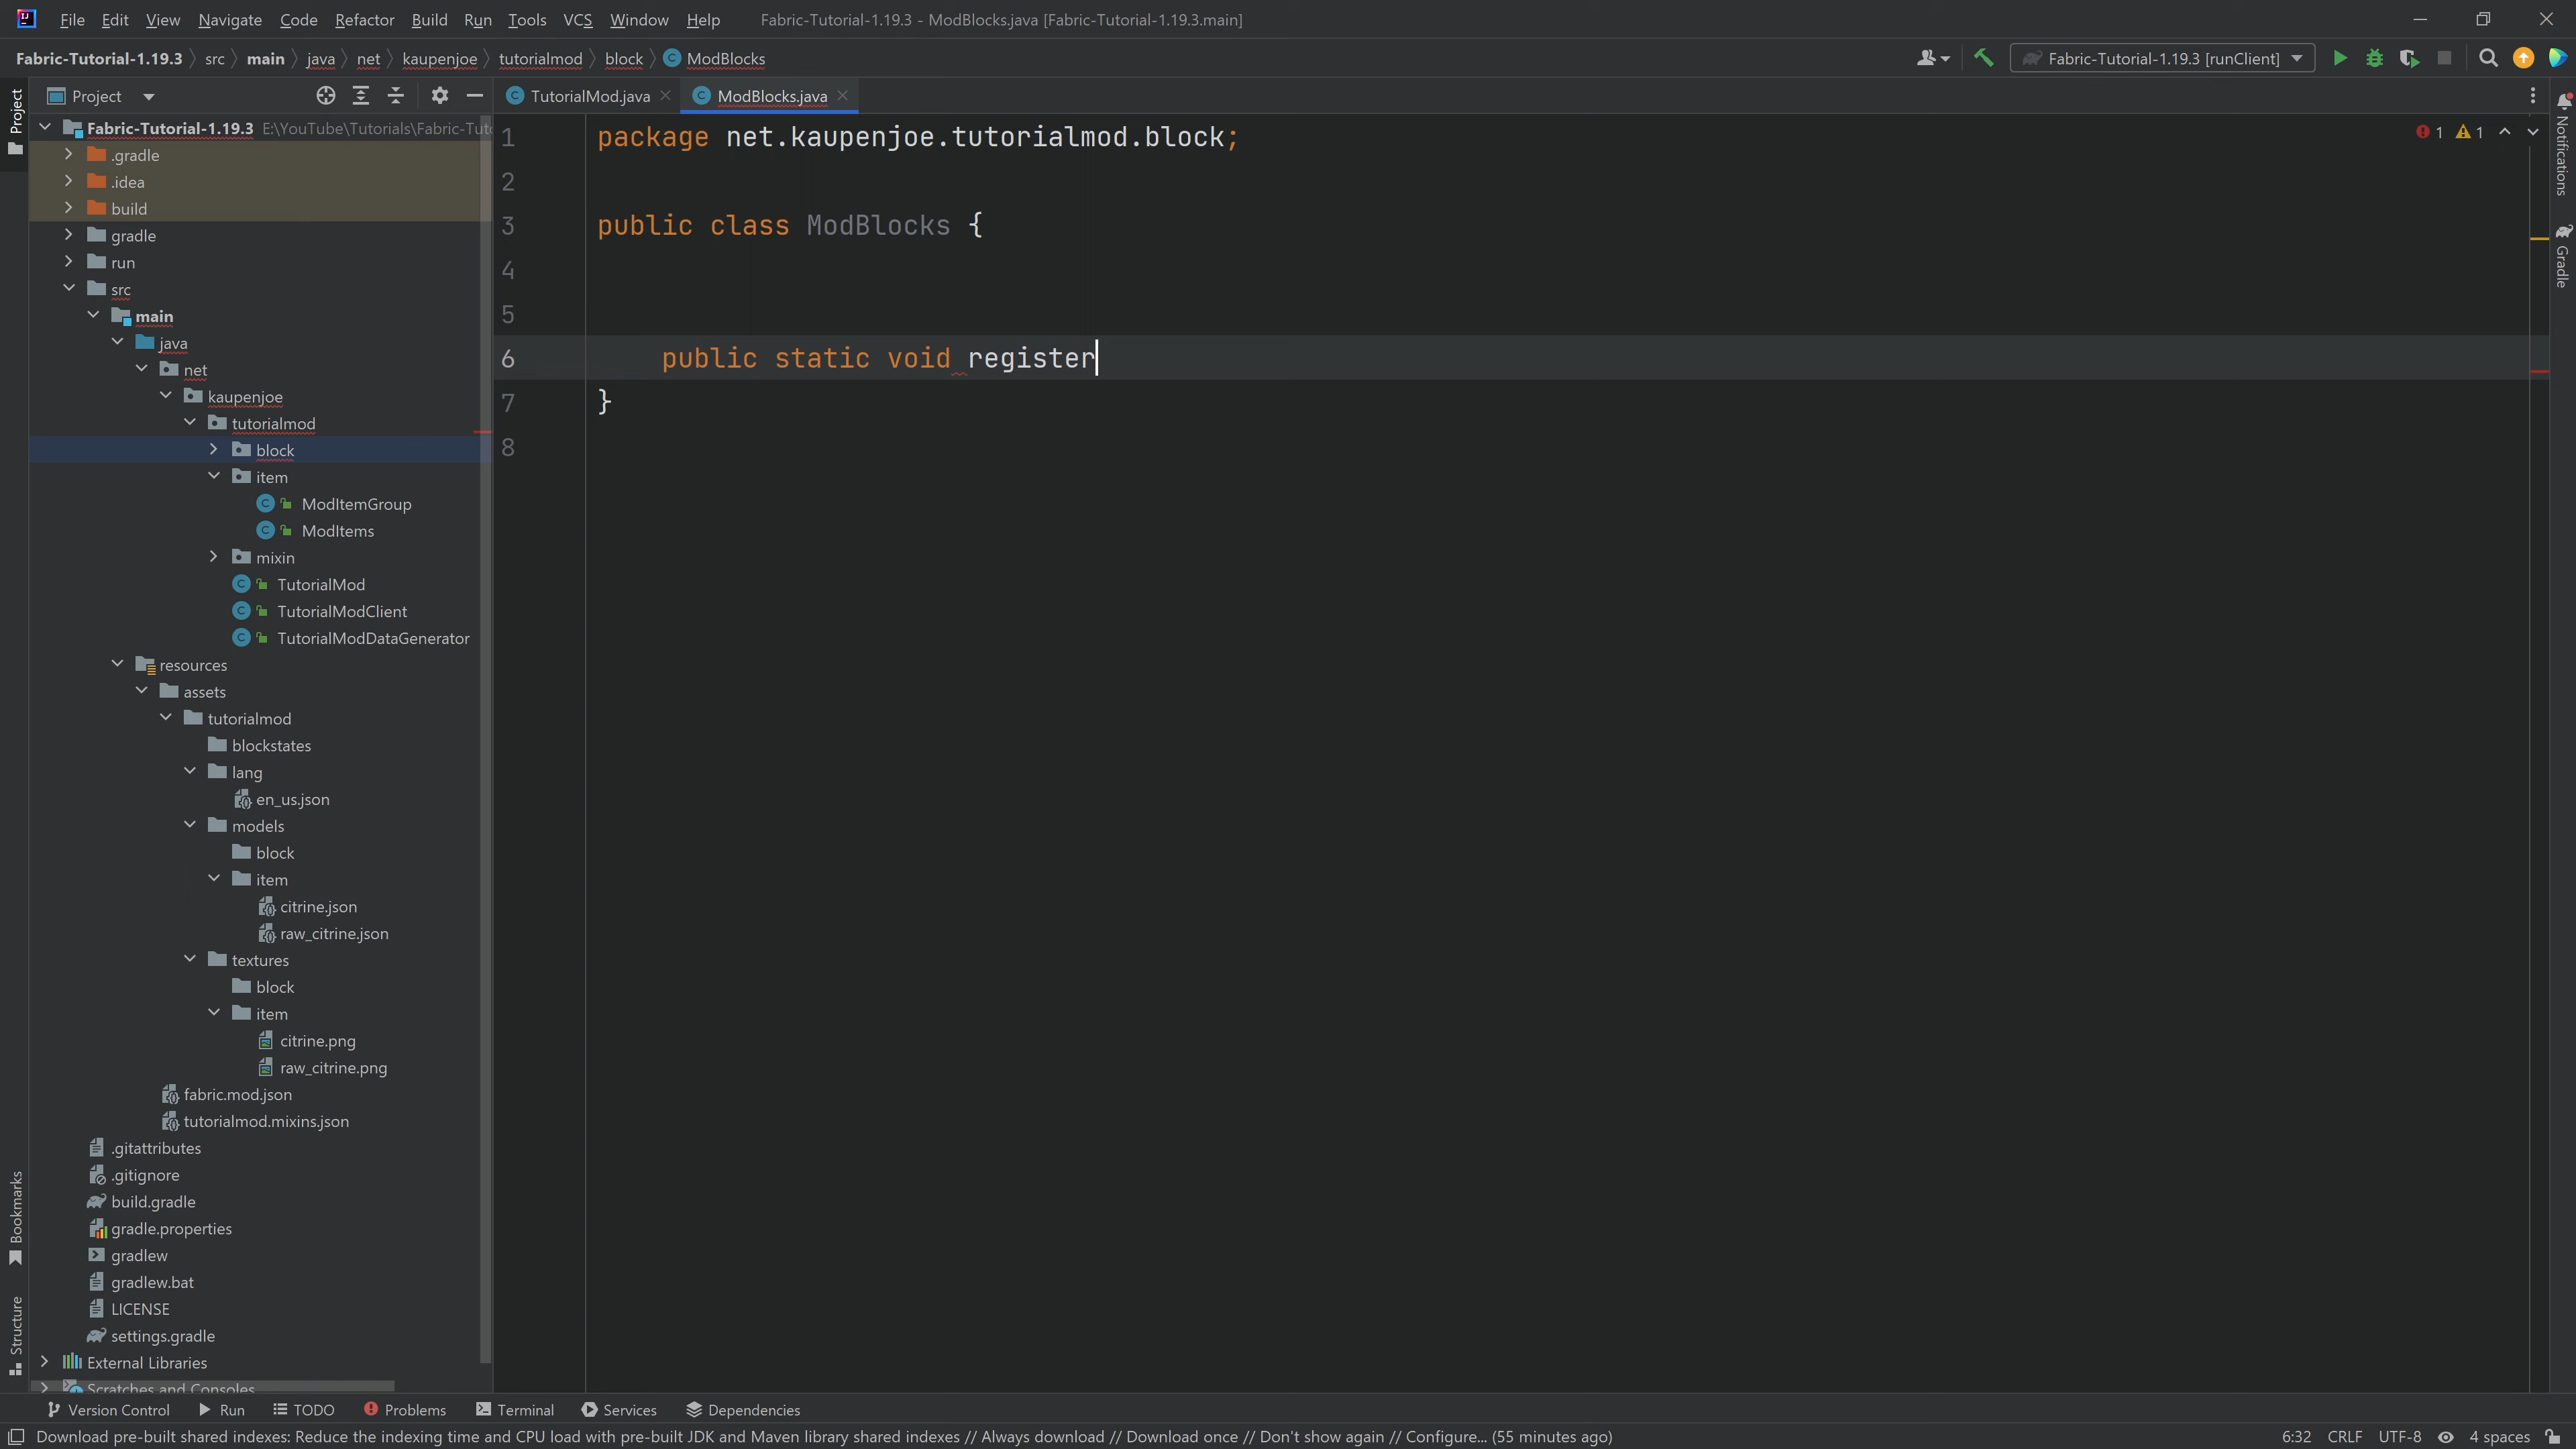 File Edit View Navigate Code Refactor Build Run Tools VCS Window Help Fabric-Tutorial-1.19.3 - ModBlocks.java [Fabric-Tutorial-1.19.3.main]
Fabric-Tutorial-1.19.3 src main java net kaupenjoe tutorialmod block ModBlocks Fabric-Tutorial-1.19.3 [runClient]
Project TutorialMod.java ModBlocks.java
Project
Fabric-Tutorial-1.19.3 E:\YouTube\Tutorials\Fabric-Tuto
.gradle
.idea
build
gradle
run
src
main
java
net
kaupenjoe
tutorialmod
block
item
ModItemGroup
ModItems
mixin
TutorialMod
TutorialModClient
TutorialModDataGenerator
resources
assets
tutorialmod
blockstates
lang
en_us.json
models
block
item
citrine.json
raw_citrine.json
textures
block
item
citrine.png
raw_citrine.png
fabric.mod.json
tutorialmod.mixins.json
.gitattributes
.gitignore
build.gradle
gradle.properties
gradlew
gradlew.bat
LICENSE
settings.gradle
External Libraries
Scratches and Consoles
Bookmarks
Structure
1 package net.kaupenjoe.tutorialmod.block;
2
3 public class ModBlocks {
4
5
6 public static void register
7 }
8
1 1
Notifications
Gradle
Version Control Run TODO Problems Terminal Services Dependencies
Download pre-built shared indexes: Reduce the indexing time and CPU load with pre-built JDK and Maven library shared indexes // Always download // Download once // Don't show again // Configure... (55 minutes ago) 6:32 CRLF UTF-8 4 spaces